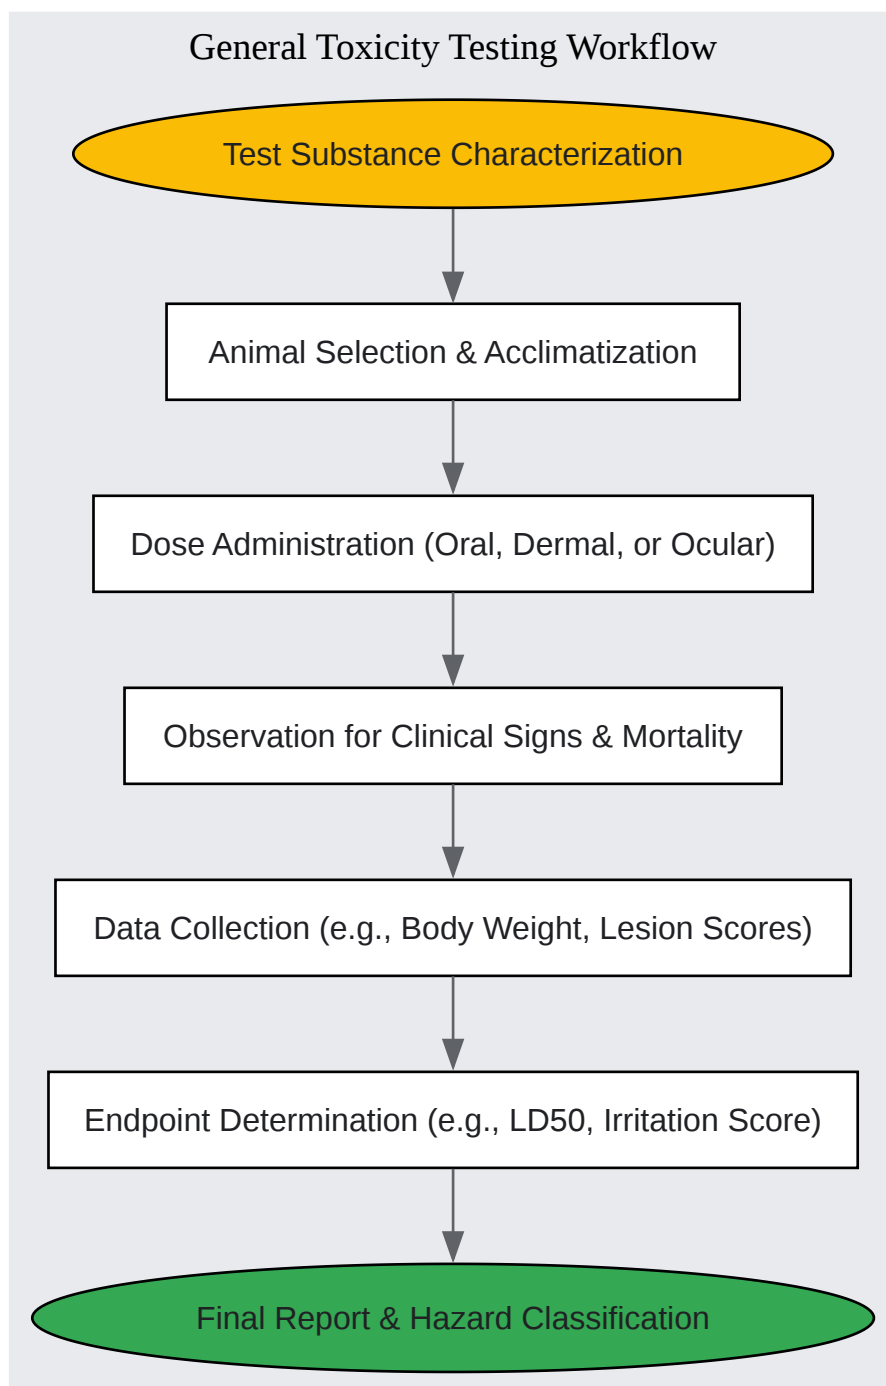 General Toxicity Testing Workflow
Test Substance Characterization
Animal Selection & Acclimatization
Dose Administration (Oral, Dermal, or Ocular)
Observation for Clinical Signs & Mortality
Data Collection (e.g., Body Weight, Lesion Scores)
Endpoint Determination (e.g., LD50, Irritation Score)
Final Report & Hazard Classification